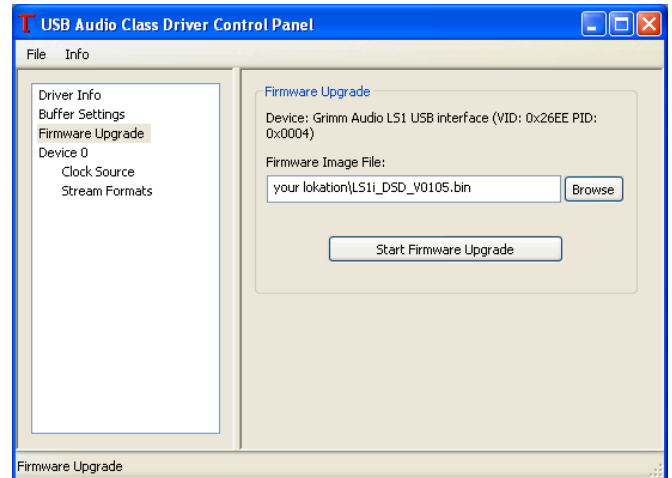 USB Audio Class Driver Control Panel
File Info
Driver Info
Buffer Settings
Firmware Upgrade
Device 0
Clock Source
Stream Formats
Firmware Upgrade
Device: Grimm Audio LS1 USB interface (VID: 0x26EE PID:
0x0004)
Firmware Image File:
your lokation\LS1i_DSD_V0105.bin
Browse
Start Firmware Upgrade
Firmware Upgrade